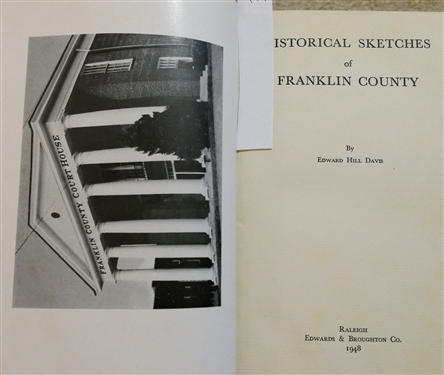 FRANKLIN COUNTY COURT HOUSE
ISTORICAL SKETCHES
of
FRANKLIN COUNTY
By
EDWARD HILL DAVIS
RALEIGH
EDWARDS & BROUGHTON CO.
1948